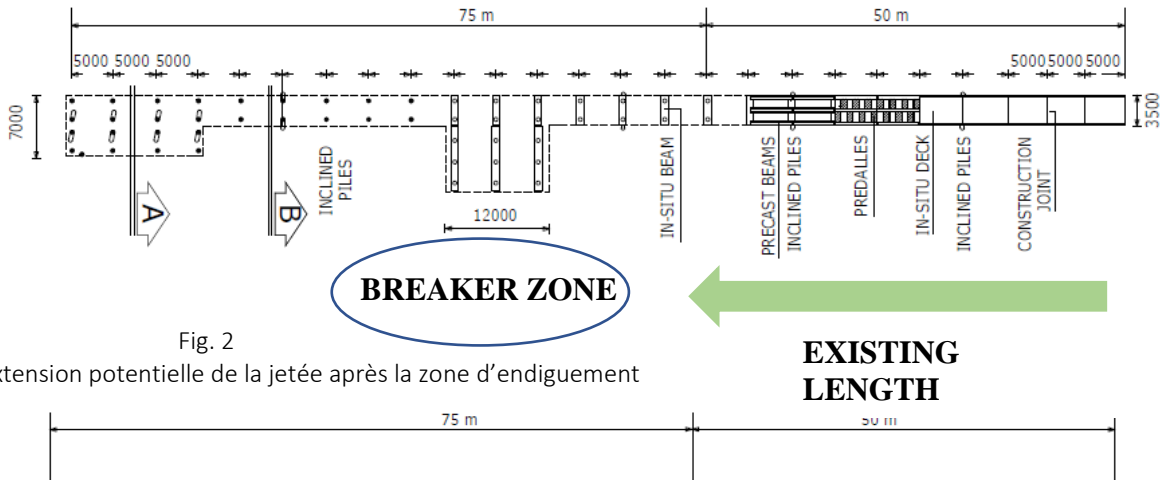 75 m
50 m
5000 5000 5000
5000 5000 5000
7000
3500
A
B
INCLINED
PILES
12000
IN-SITU BEAM
PRECAST BEAMS
INCLINED PILES
PREDALLES
IN-SITU DECK
INCLINED PILES
CONSTRUCTION
JOINT
BREAKER ZONE
EXISTING
LENGTH
Fig. 2
xtension potentielle de la jetée après la zone d'endiguement
75 m
50 m